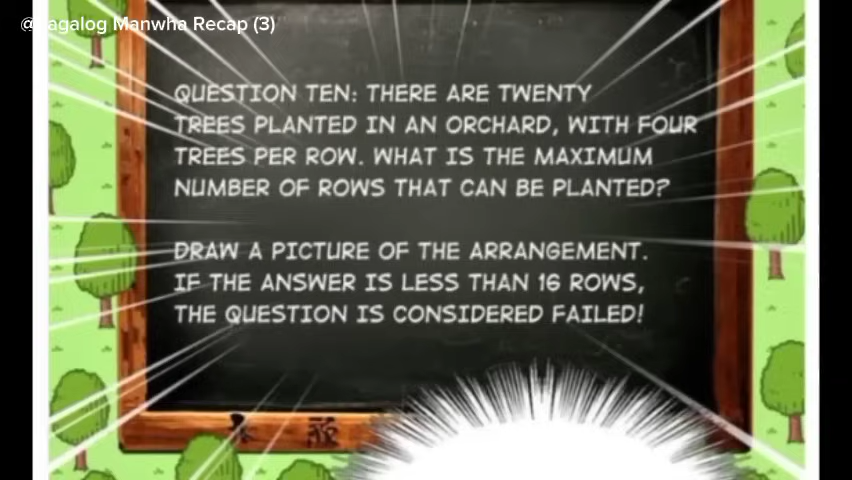 @Tagalog Manwha Recap (3)
QUESTION TEN: THERE ARE TWENTY
TREES PLANTED IN AN ORCHARD, WITH FOUR
TREES PER ROW. WHAT IS THE MAXIMUM
NUMBER OF ROWS THAT CAN BE PLANTED?
DRAW A PICTURE OF THE ARRANGEMENT.
IF THE ANSWER IS LESS THAN 16 ROWS,
THE QUESTION IS CONSIDERED FAILED!